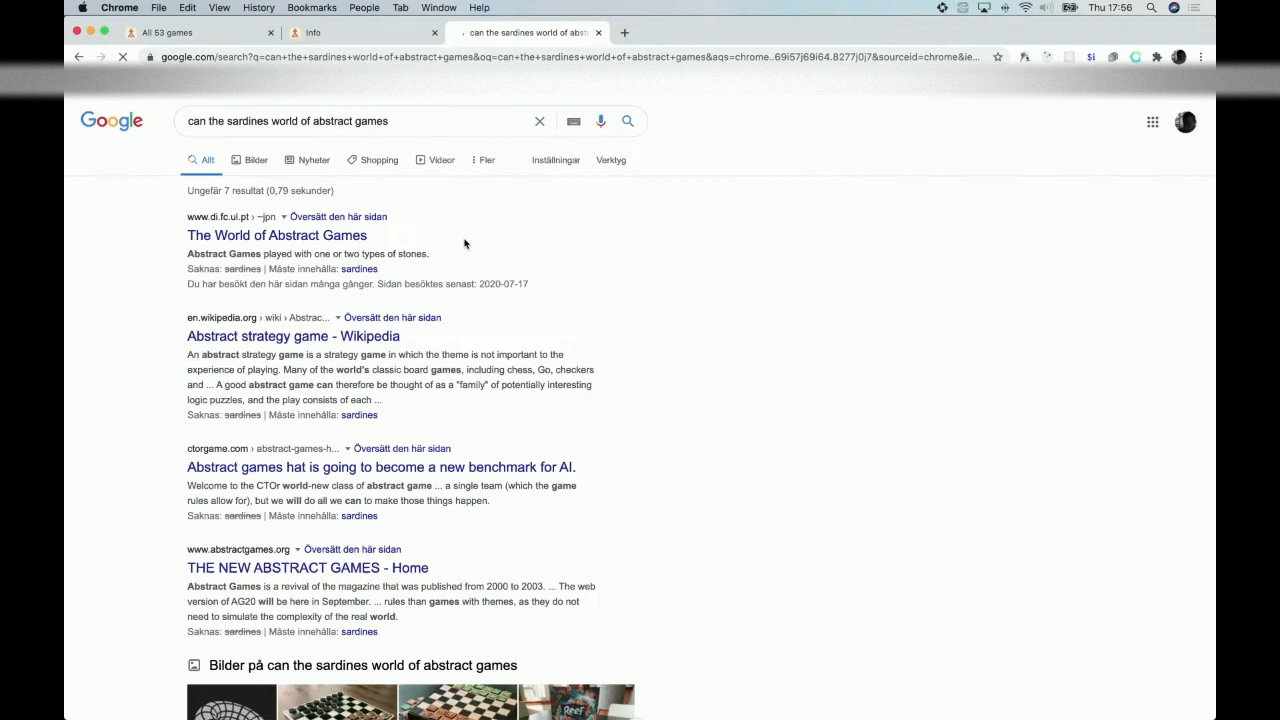 Chrome File Edit View History Bookmarks People Tab Window Help Thu 17:56
All 53 games info can the sardines world of abst
google.com/search?q=can+the+sardines+world+of+abstract+games&oq=can+the+sardines+world+of+abstract+games&aqs=chrome..69i57j69i64.8277j0j7&sourceid=chrome&ie...
Google can the sardines world of abstract games
Allt Bilder Nyheter Shopping Videor Fler Inställningar Verktyg
Ungefär 7 resultat (0,79 sekunder)
www.di.fc.ul.pt › ~jpn Översätt den här sidan
The World of Abstract Games
Abstract Games played with one or two types of stones.
Saknas: sardines | Måste innehålla: sardines
Du har besökt den här sidan många gånger. Sidan besöktes senast: 2020-07-17
en.wikipedia.org › wiki › Abstrac... Översätt den här sidan
Abstract strategy game - Wikipedia
An abstract strategy game is a strategy game in which the theme is not important to the
experience of playing. Many of the world's classic board games, including chess, Go, checkers
and ... A good abstract game can therefore be thought of as a "family" of potentially interesting
logic puzzles, and the play consists of each ...
Saknas: sardines | Måste innehålla: sardines
ctorgame.com › abstract-games-h... Översätt den här sidan
Abstract games hat is going to become a new benchmark for AI.
Welcome to the CTOr world-new class of abstract game ... a single team (which the game
rules allow for), but we will do all we can to make those things happen.
Saknas: sardines | Måste innehålla: sardines
www.abstractgames.org Översätt den här sidan
THE NEW ABSTRACT GAMES - Home
Abstract Games is a revival of the magazine that was published from 2000 to 2003. ... The web
version of AG20 will be here in September. ... rules than games with themes, as they do not
need to simulate the complexity of the real world.
Saknas: sardines | Måste innehålla: sardines
Bilder på can the sardines world of abstract games
Reef